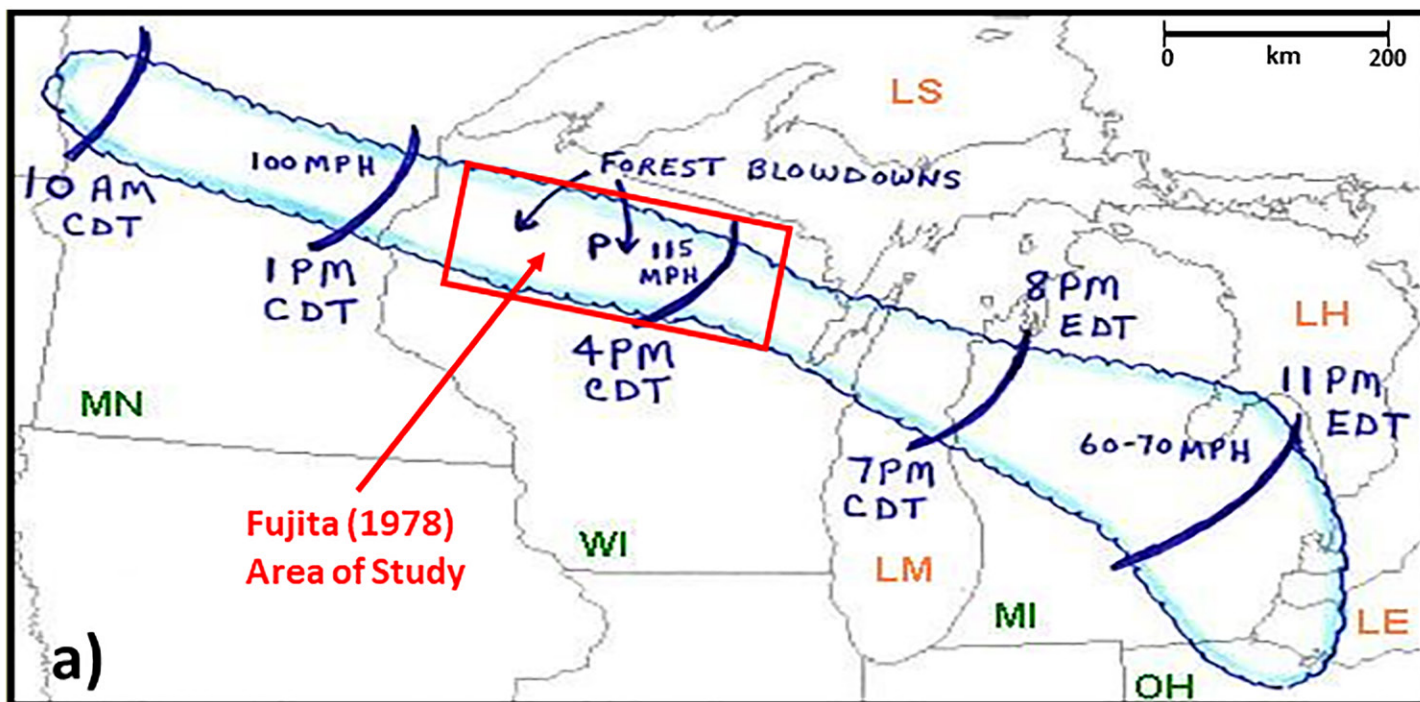 0 km 200
LS
10 AM
CDT
100 MPH
FOREST BLOWDOWNS
P 115
MPH
1 PM
CDT
4 PM
CDT
8 PM
EDT
LH
11 PM
EDT
MN
60-70 MPH
7 PM
CDT
Fujita (1978)
Area of Study
WI
LM
MI
LE
OH
a)